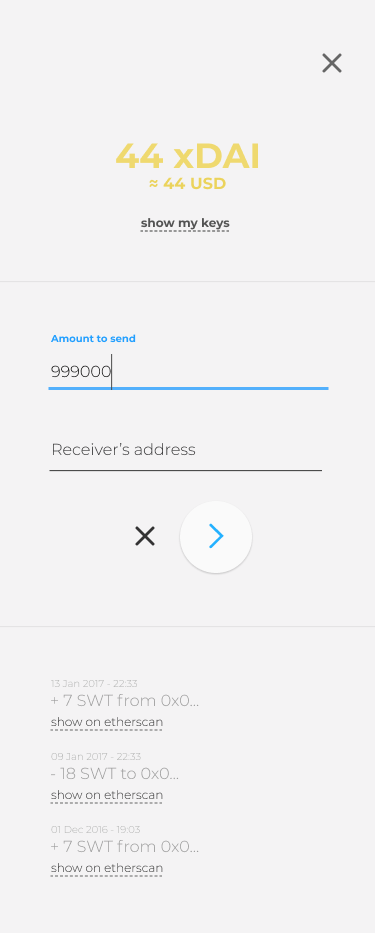 44 xDAI
≈ 44 USD
show my keys
Amount to send
999000
Receiver’s address
13 Jan 2017 - 22:33
+ 7 SWT from 0x0...
show on etherscan
09 Jan 2017 - 22:33
- 18 SWT to 0x0...
show on etherscan
01 Dec 2016 - 19:03
+ 7 SWT from 0x0...
show on etherscan